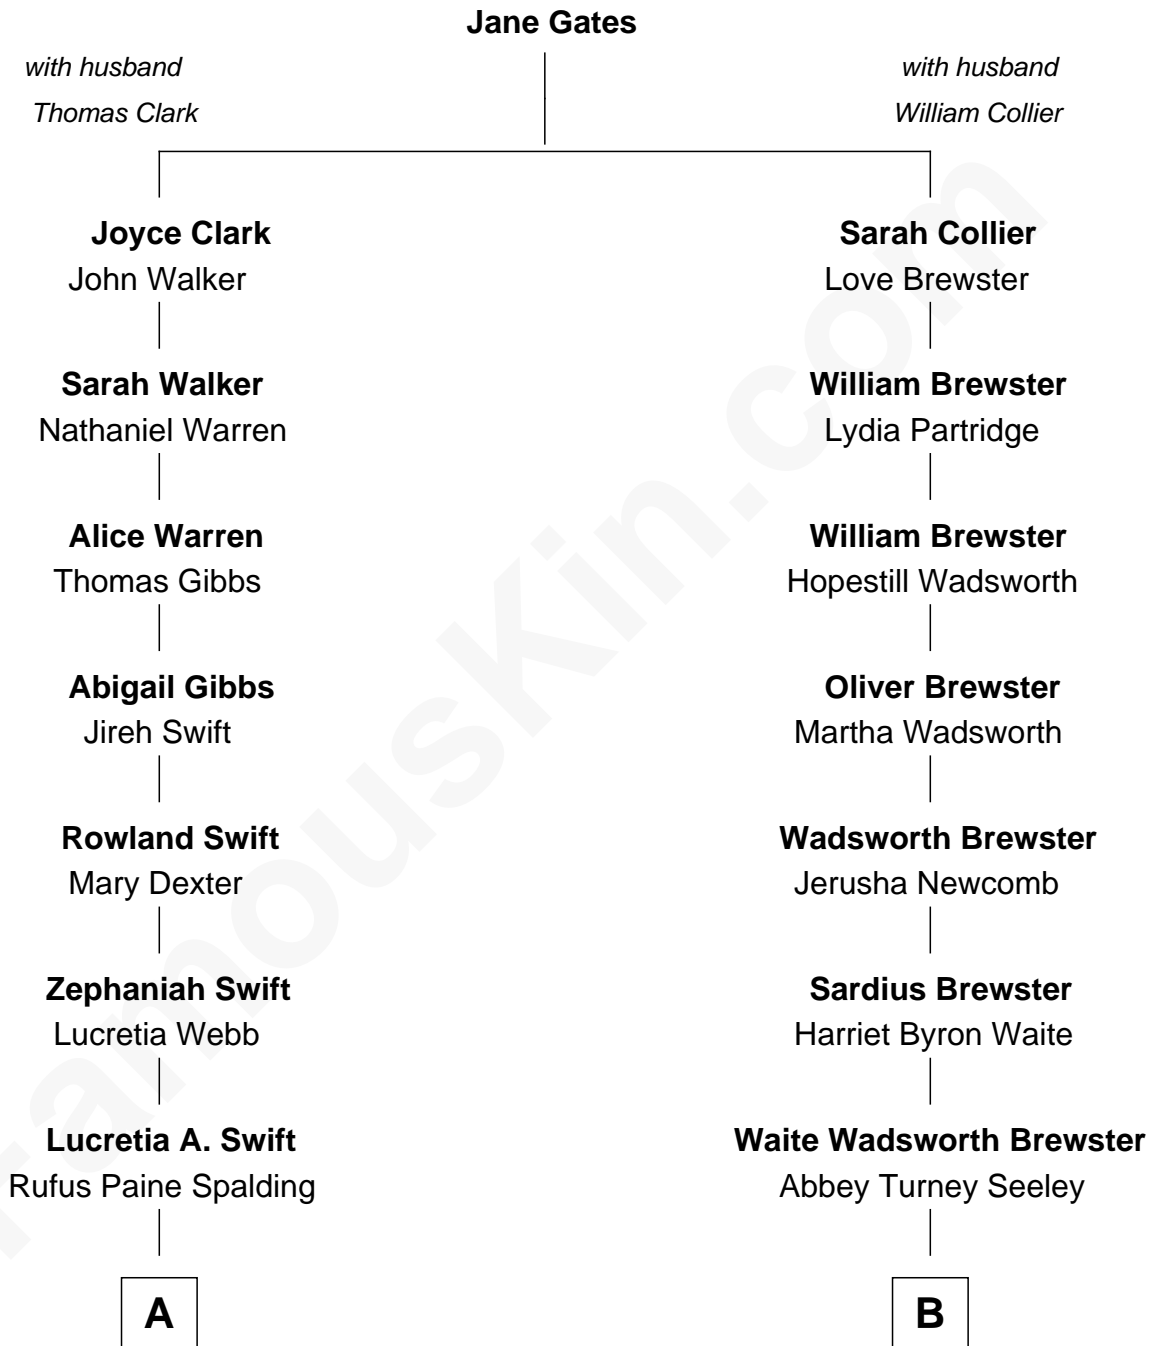 Jane Gates
with husband
Thomas Clark
with husband
William Collier
Joyce Clark
John Walker
Sarah Collier
Love Brewster
Sarah Walker
Nathaniel Warren
William Brewster
Lydia Partridge
Alice Warren
Thomas Gibbs
William Brewster
Hopestill Wadsworth
Abigail Gibbs
Jireh Swift
Oliver Brewster
Martha Wadsworth
Rowland Swift
Mary Dexter
Wadsworth Brewster
Jerusha Newcomb
Zephaniah Swift
Lucretia Webb
Sardius Brewster
Harriet Byron Waite
Lucretia A. Swift
Rufus Paine Spalding
Waite Wadsworth Brewster
Abbey Turney Seeley
A
B
FamousKin.com